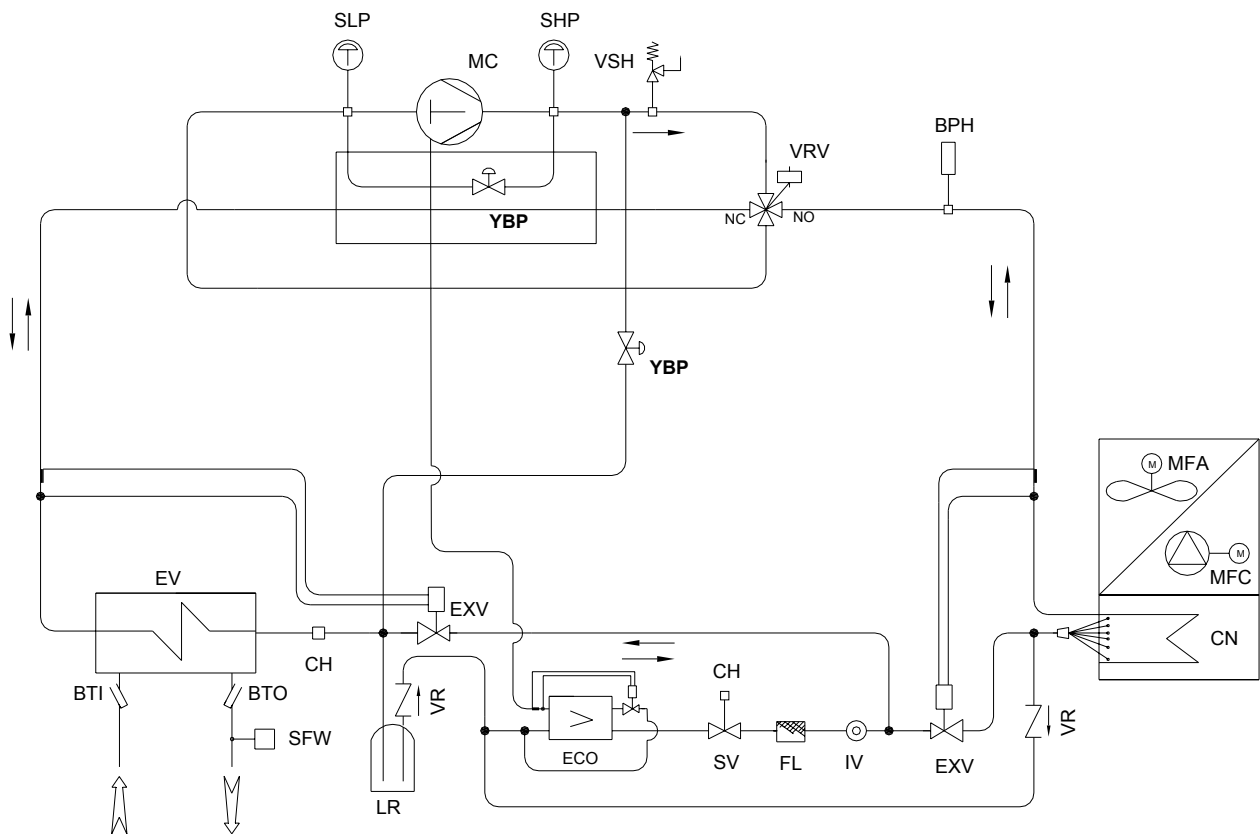 SLP
SHP
MC
VSH
BPH
VRV
NC
NO
YBP
YBP
M
MFA
M
MFC
EV
EXV
CN
CH
CH
BTI
BTO
VR
VR
SFW
ECO
SV
FL
IV
EXV
LR